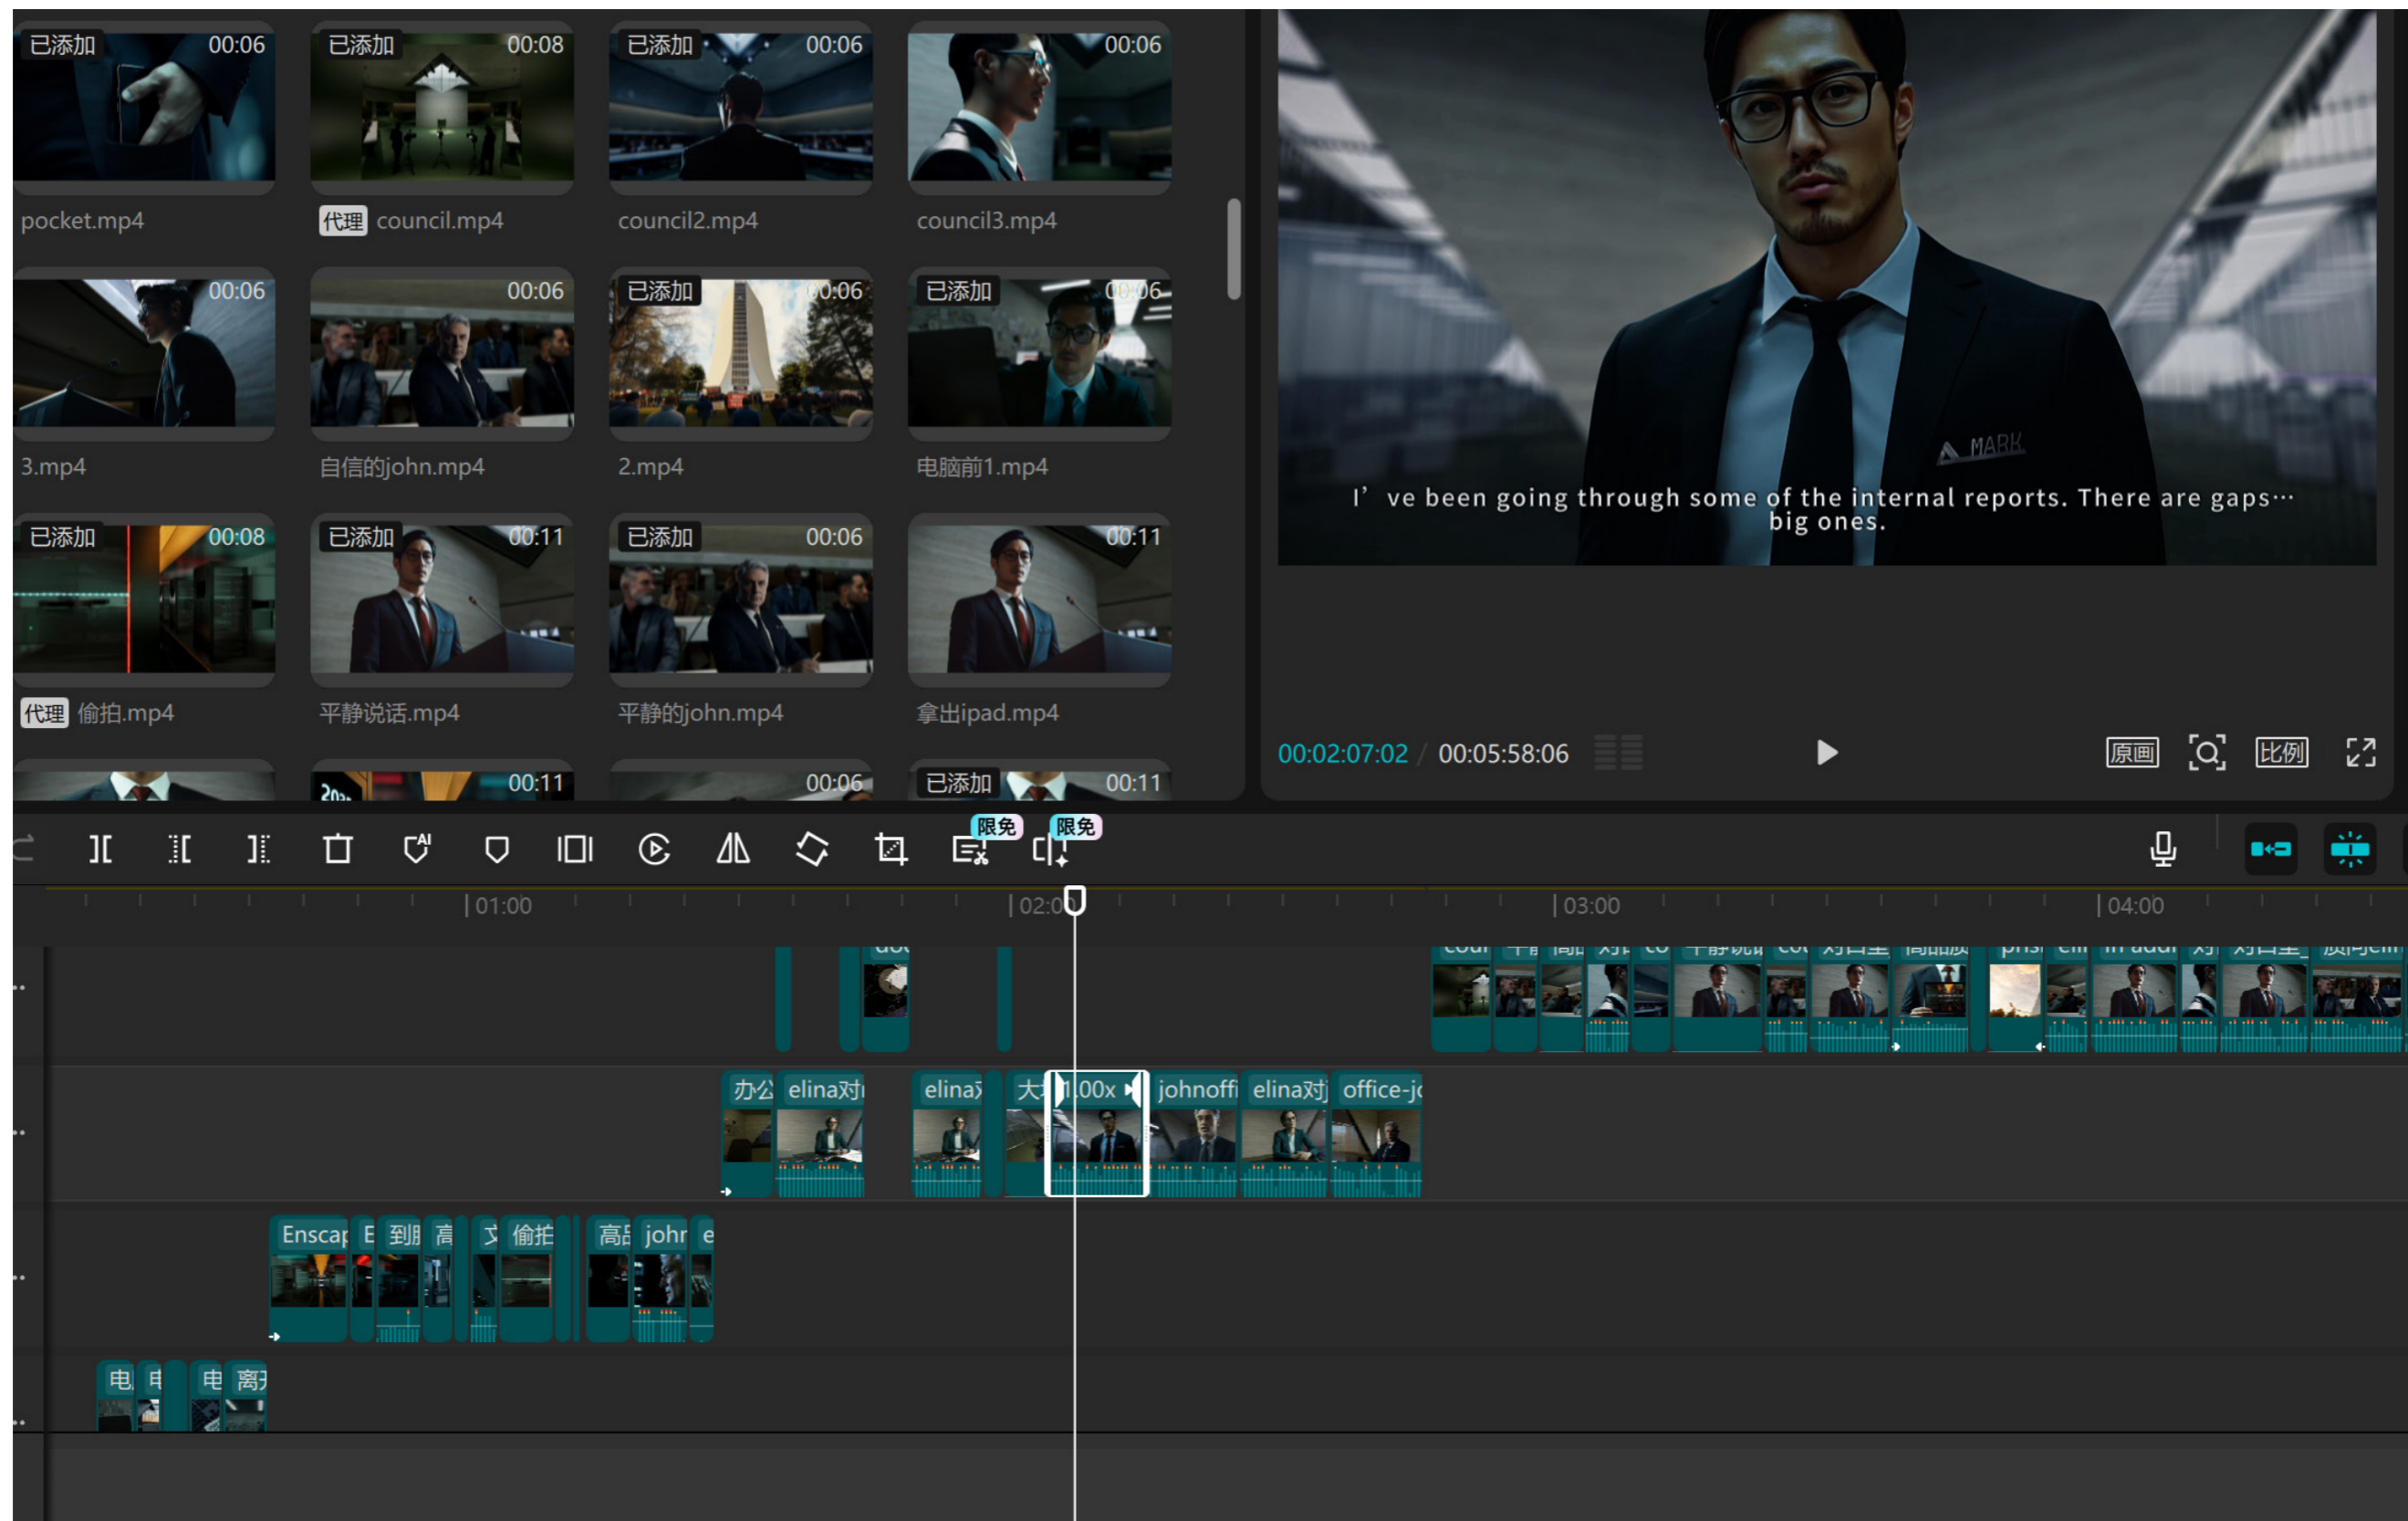 已添加 00:06
已添加 00:08
已添加 00:06
00:06
pocket.mp4
代理 council.mp4
council2.mp4
council3.mp4
00:06
00:06
已添加 00:06
已添加 00:06
3.mp4
自信的john.mp4
2.mp4
电脑前1.mp4
已添加 00:08
已添加 00:11
已添加 00:06
00:11
代理 偷拍.mp4
平静说话.mp4
平静的john.mp4
拿出ipad.mp4
00:11
00:06
已添加 00:11
MARK
I’ve been going through some of the internal reports. There are gaps…
big ones.
00:02:07:02 / 00:05:58:06
原画
比例
AI
限免
限免
01:00
02:00
03:00
04:00
办公
elina对
elina
大
1.00x
johnoffi
elina对j
office-jo
Enscap
E
到
高
文
偷拍
高品
john
e
电
电
电
离开